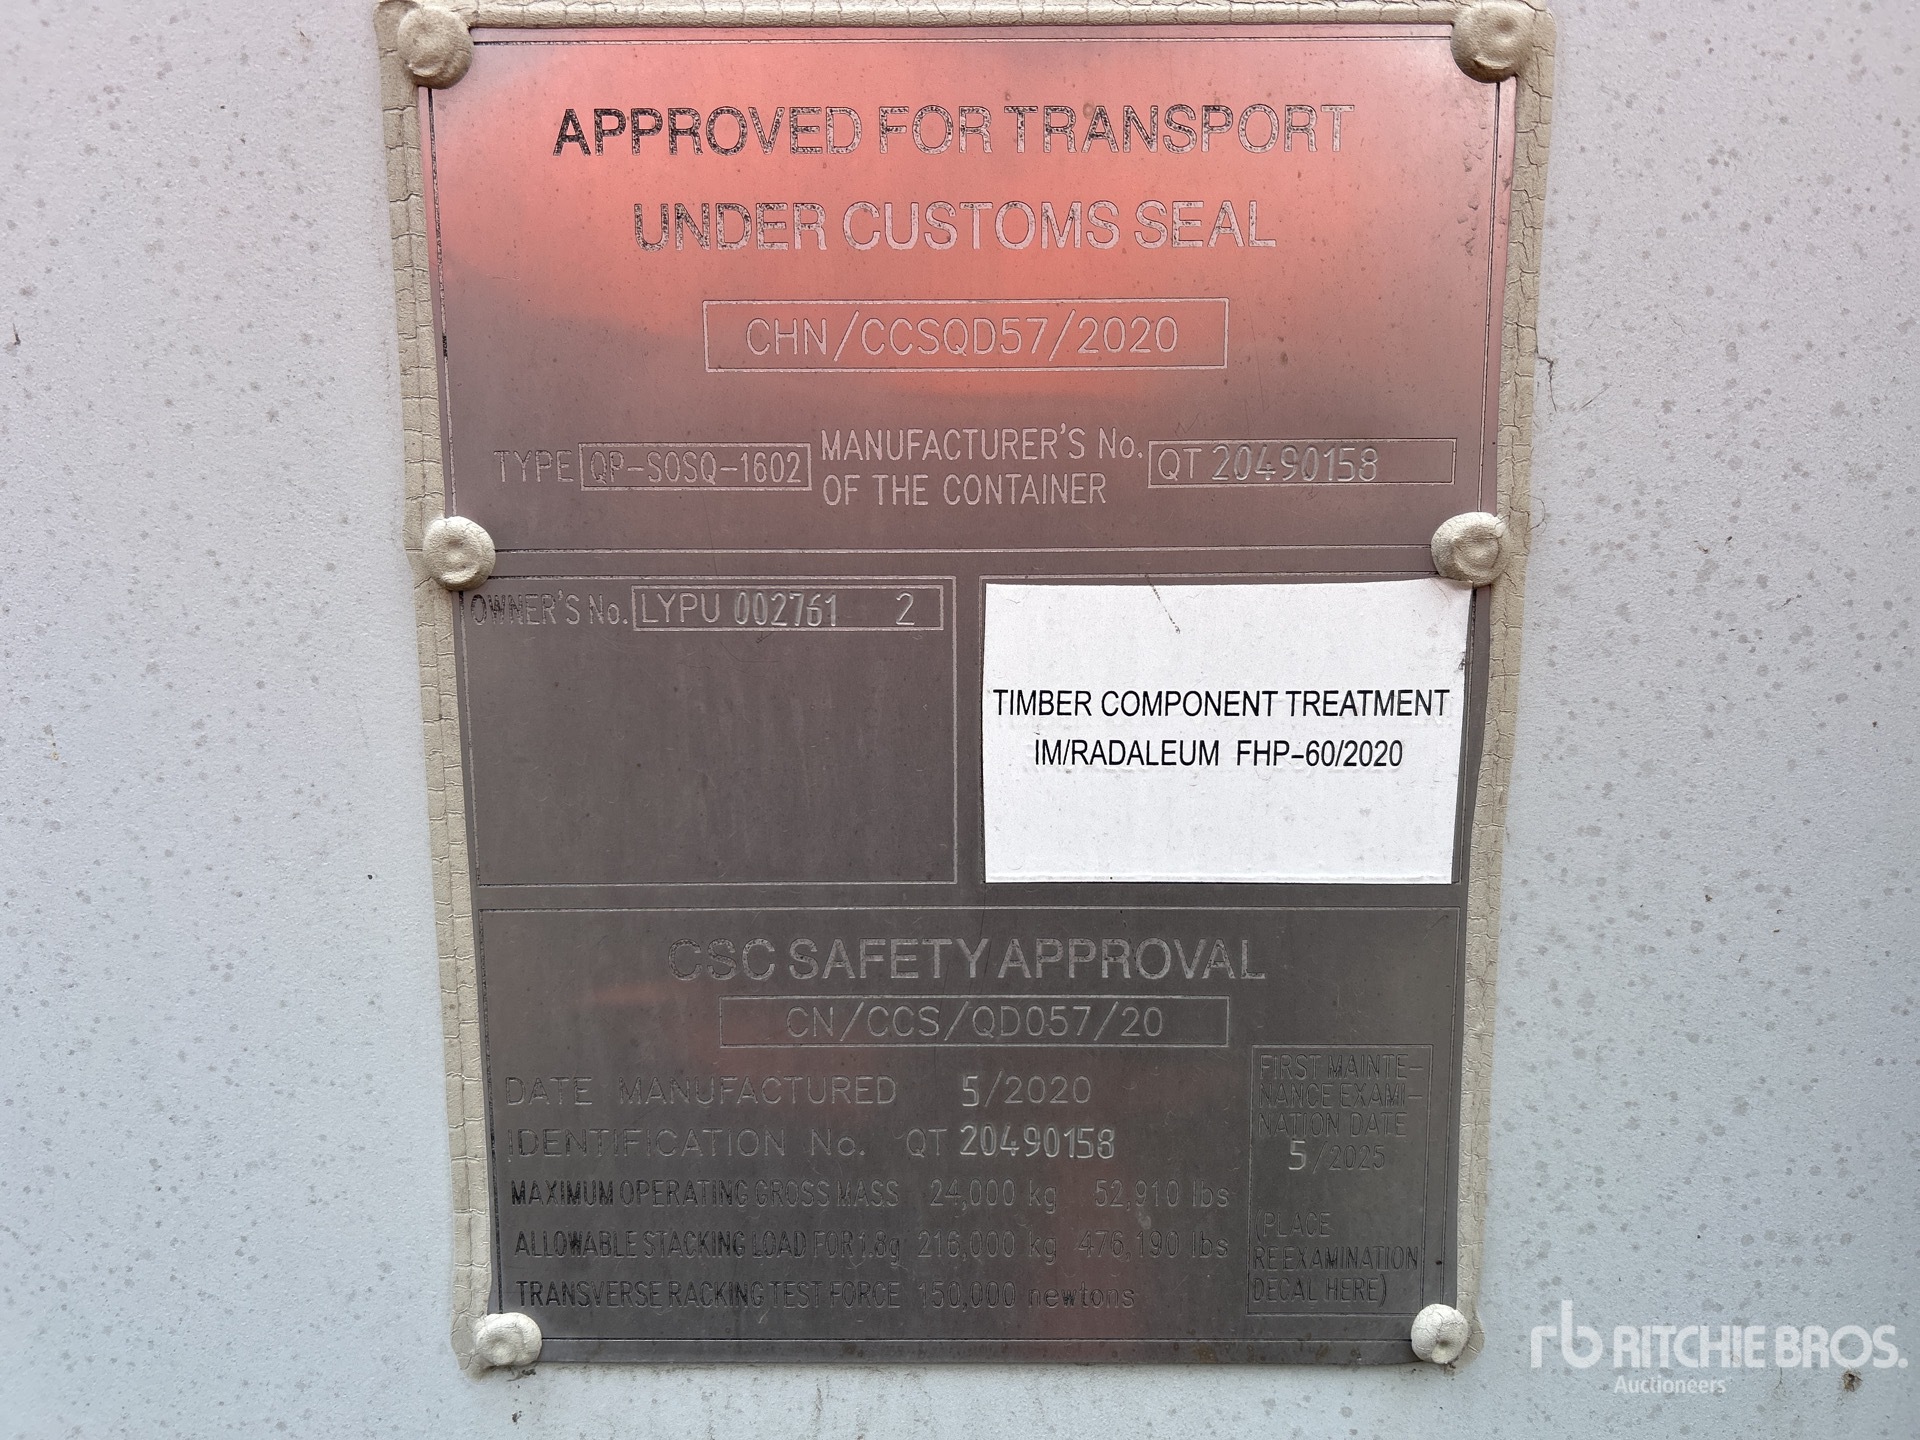 APPROVED FOR TRANSPORT
UNDER CUSTOMS SEAL
CHN/CCSQD57/2020
TYPE QP-SOSQ-1602 MANUFACTURER'S No. OF THE CONTAINER QT 20490158
OWNER'S No. LYPU 002761 2
TIMBER COMPONENT TREATMENT
IM/RADALEUM FHP-60/2020
CSC SAFETY APPROVAL
CN/CCS/QD057/20
DATE MANUFACTURED 5/2020
IDENTIFICATION No. QT 20490158
MAXIMUM OPERATING GROSS MASS 24,000 kg 52,910 lbs
ALLOWABLE STACKING LOAD FOR 1.8g 216,000 kg 476,190 lbs
TRANSVERSE RACKING TEST FORCE 150,000 newtons
FIRST MAINTE-
NANCE EXAMI-
NATION DATE
5/2025
(PLACE
RE EXAMINATION
DECAL HERE)
rb RITCHIE BROS.
Auctioneers